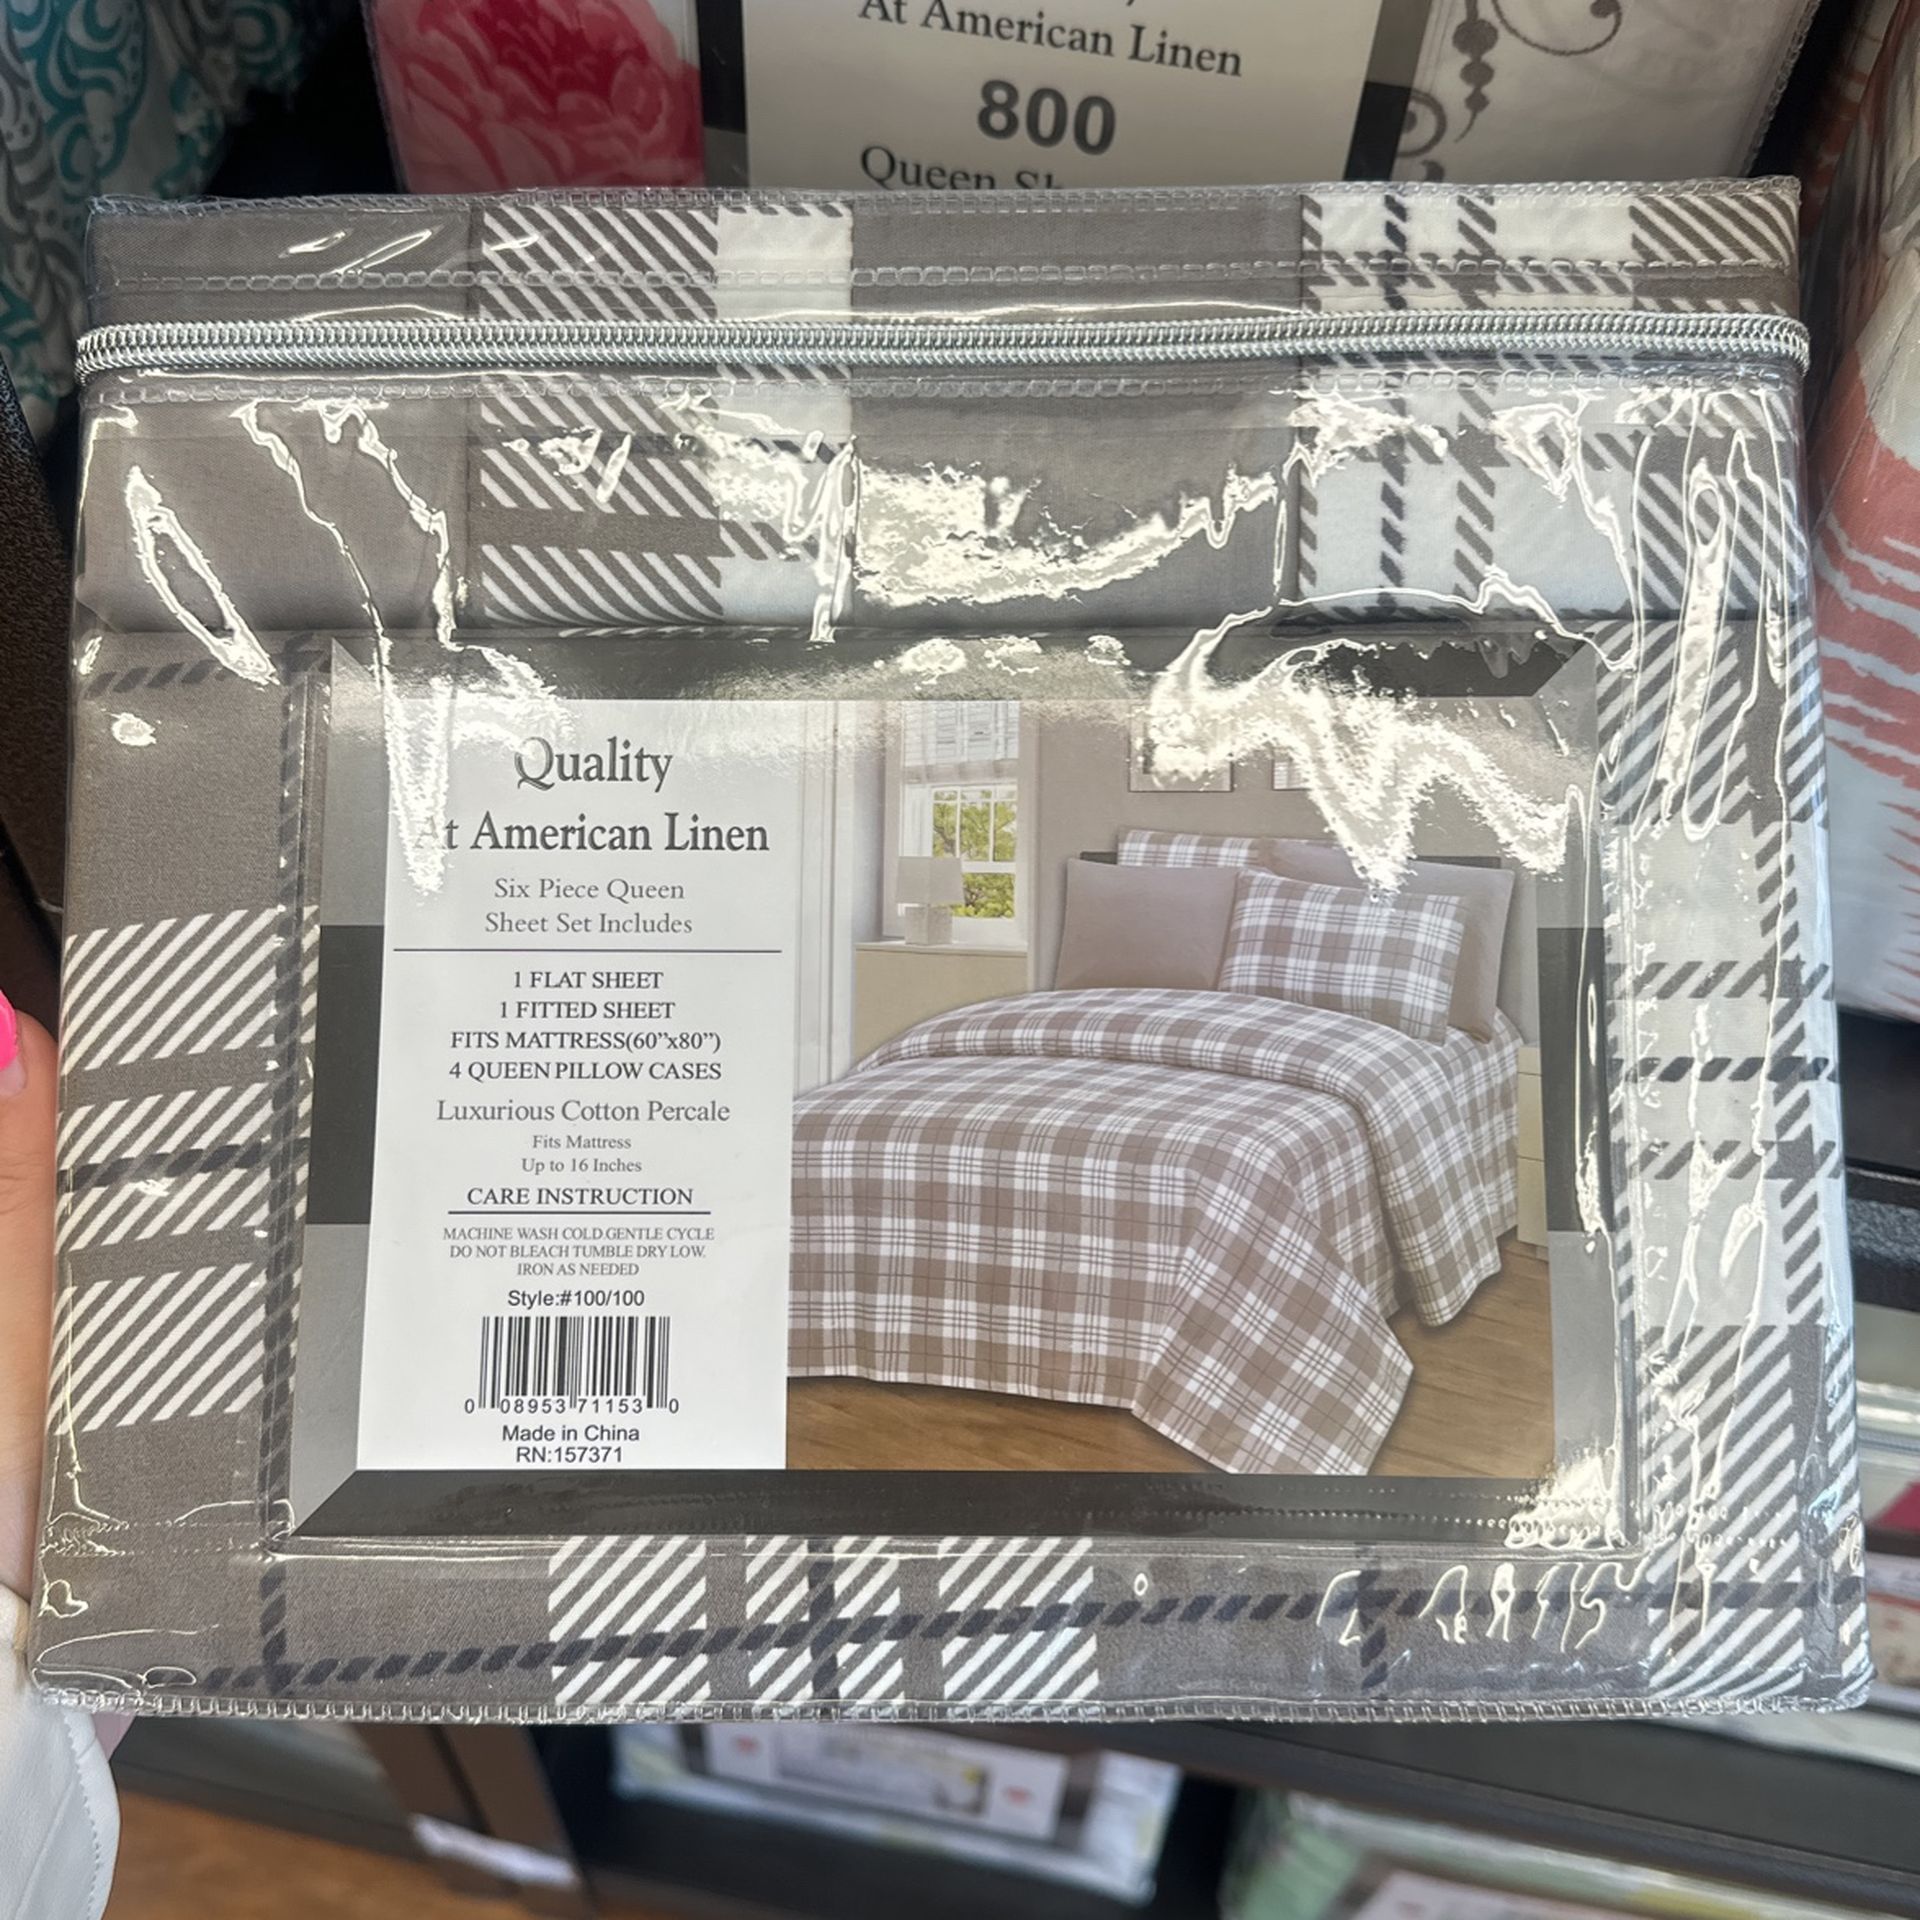 At American Linen
800
Queen
Quality
At American Linen
Six Piece Queen
Sheet Set Includes
1 FLAT SHEET
1 FITTED SHEET
FITS MATTRESS(60”x80”)
4 QUEEN PILLOW CASES
Luxurious Cotton Percale
Fits Mattress
Up to 16 Inches
CARE INSTRUCTION
MACHINE WASH COLD.GENTLE CYCLE
DO NOT BLEACH TUMBLE DRY LOW.
IRON AS NEEDED
Style:#100/100
0 08953 71153 0
Made in China
RN:157371